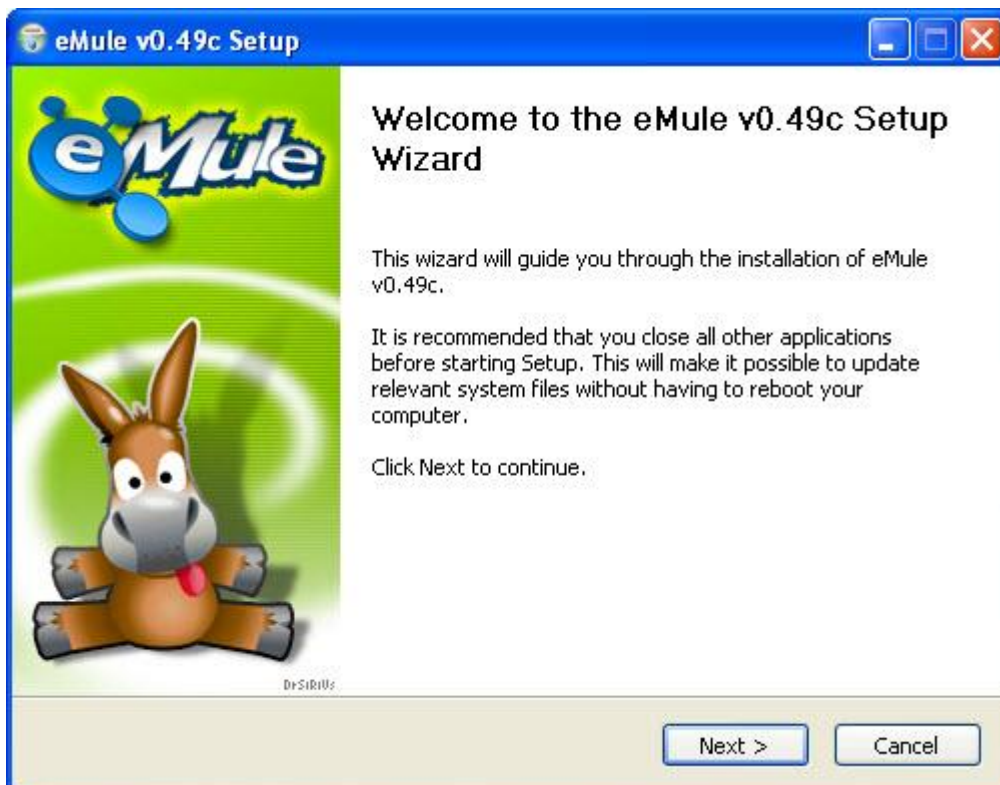 eMule v0.49c Setup
eMule
Welcome to the eMule v0.49c Setup
Wizard
This wizard will guide you through the installation of eMule
v0.49c.
It is recommended that you close all other applications
before starting Setup. This will make it possible to update
relevant system files without having to reboot your
computer.
Click Next to continue.
DrSiRiUs
Next >
Cancel